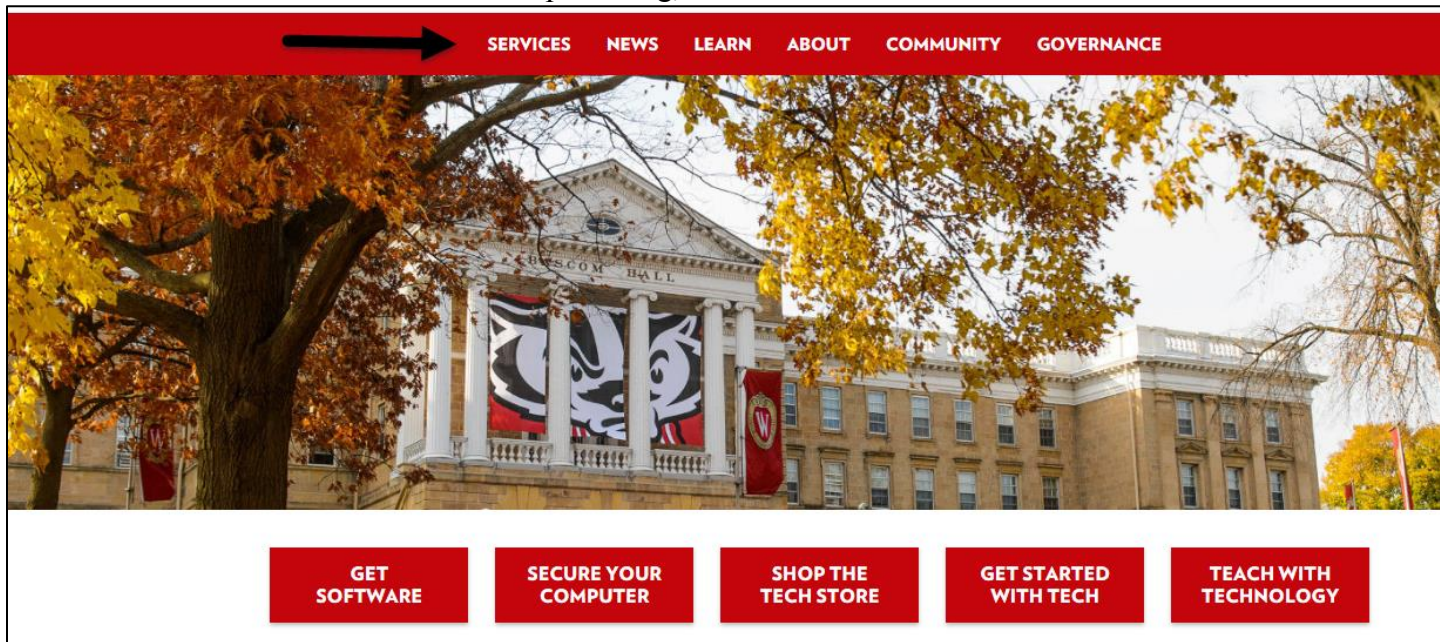 SERVICES NEWS LEARN ABOUT COMMUNITY GOVERNANCE
BASCOM HALL
W
W
GET SOFTWARE
SECURE YOUR COMPUTER
SHOP THE TECH STORE
GET STARTED WITH TECH
TEACH WITH TECHNOLOGY